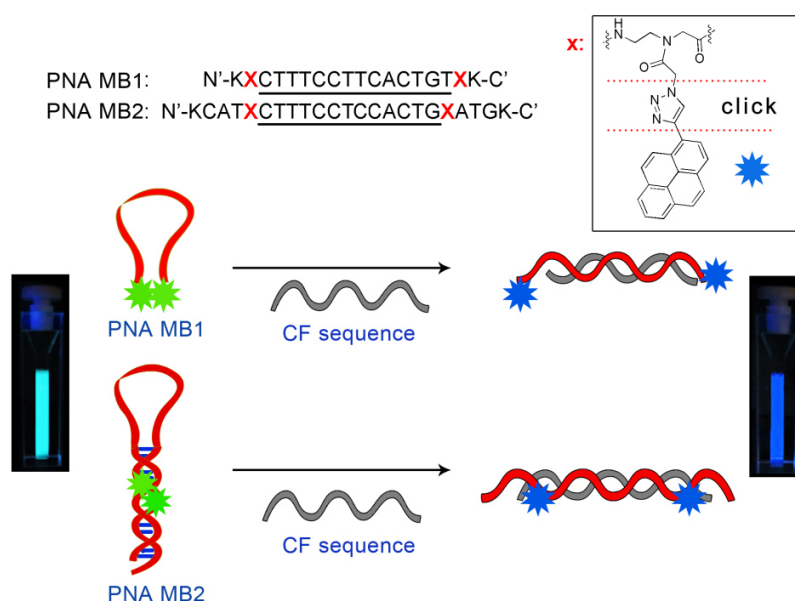 x:
H
N
N
O
O
N
N
N
click
PNA MB1: N'-KXCTTTCCTTCACTGTXK-C'
PNA MB2: N'-KCATXCTTTCCTCCACTGXATGK-C'
PNA MB1
CF sequence
CF sequence
PNA MB2